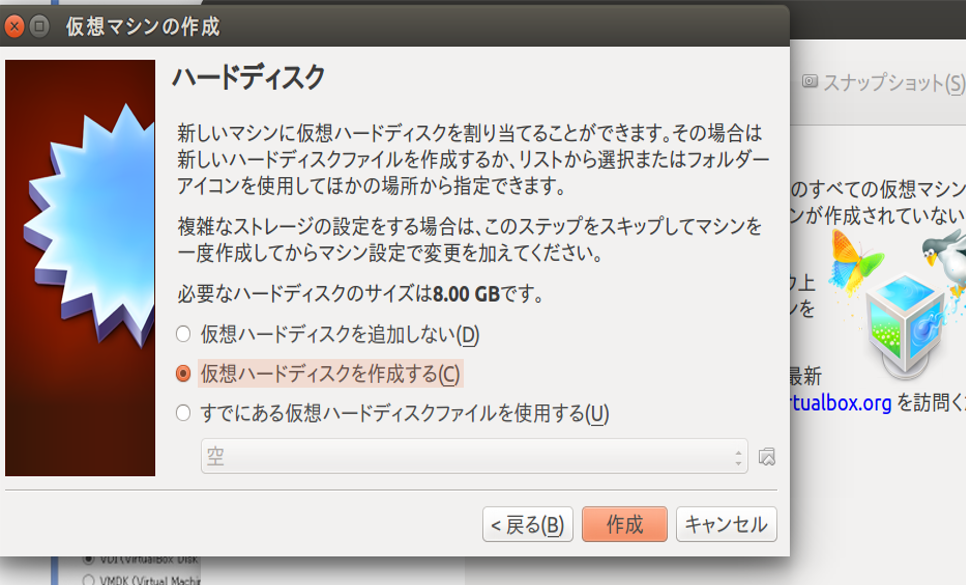 仮想マシンの作成
ハードディスク
新しいマシンに仮想ハードディスクを割り当てることができます。その場合は
新しいハードディスクファイルを作成するか、リストから選択またはフォルダー
アイコンを使用してほかの場所から指定できます。
複雑なストレージの設定をする場合は、このステップをスキップしてマシンを
一度作成してからマシン設定で変更を加えてください。
必要なハードディスクのサイズは8.00 GBです。
仮想ハードディスクを追加しない(D)
仮想ハードディスクを作成する(C)
すでにある仮想ハードディスクファイルを使用する(U)
空
< 戻る(B)
作成
キャンセル
スナップショット(S)
のすべての仮想マシン
ンが作成されていない
ク上
ンを
最新
rtualbox.org を訪問く
VDI (VirtualBox Disk
VMDK (Virtual Machin